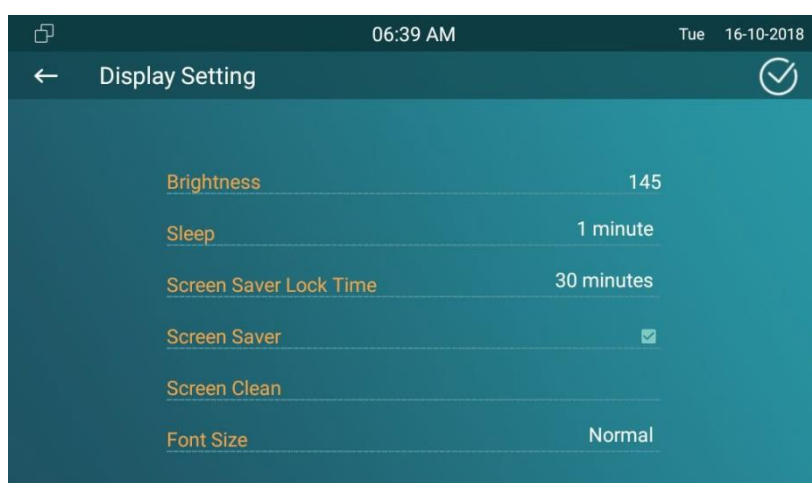 06:39 AM Tue 16-10-2018
Display Setting
Brightness 145
Sleep 1 minute
Screen Saver Lock Time 30 minutes
Screen Saver
Screen Clean
Font Size Normal